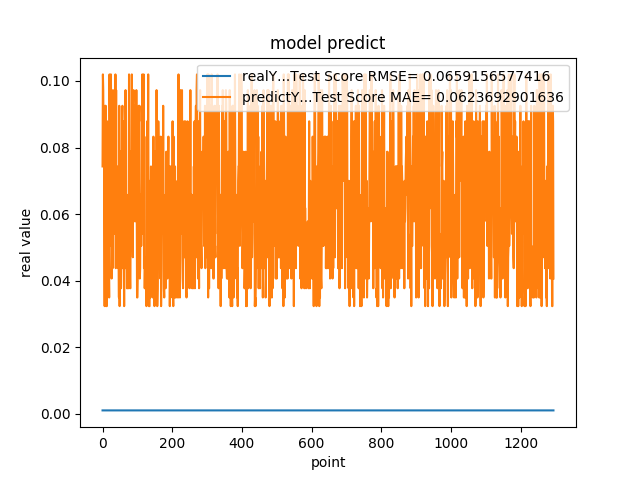 model predict
realY...Test Score RMSE= 0.0659156577416
predictY...Test Score MAE= 0.0623692901636
0.10
0.08
0.06
0.04
0.02
0.00
real value
0 200 400 600 800 1000 1200
point